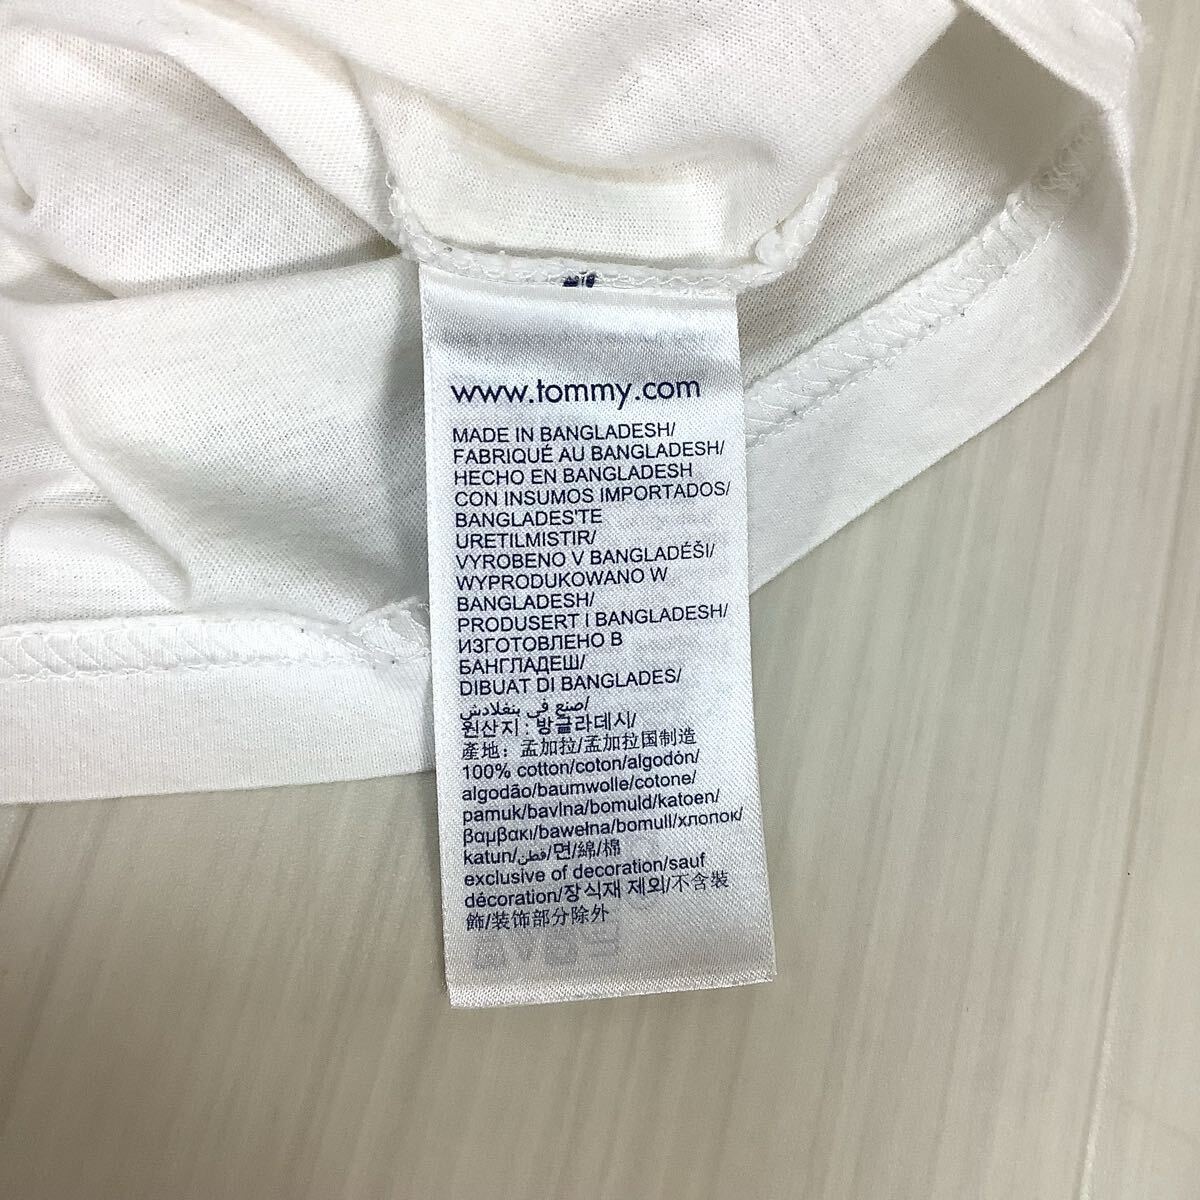 www.tommy.com
MADE IN BANGLADESH/
FABRIQUÉ AU BANGLADESH/
HECHO EN BANGLADESH
CON INSUMOS IMPORTADOS/
BANGLADES'TE
URETILMISTIR/
VYROBENO V BANGLADÉŠI/
WYPRODUKOWANO W
BANGLADESH/
PRODUSERT I BANGLADESH/
ИЗГОТОВЛЕНО В
БАНГЛАДЕШ/
DIBUAT DI BANGLADES/
صنع في بنغلادش/
원산지 : 방글라데시/
產地：孟加拉/孟加拉国制造
100% cotton/coton/algodón/
algodão/baumwolle/cotone/
pamuk/bavlna/bomuld/katoen/
βαμβακι/bawełna/bomull/хлопок/
katun/قطن/면/綿/棉
exclusive of decoration/sauf
décoration/장식재 제외/不含裝
飾/装饰部分除外